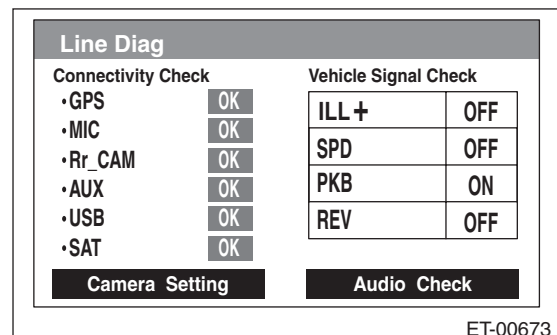 Line Diag
Connectivity Check
・GPS OK
・MIC OK
・Rr_CAM OK
・AUX OK
・USB OK
・SAT OK
Camera Setting
Vehicle Signal Check
ILL+ OFF
SPD OFF
PKB ON
REV OFF
Audio Check
ET-00673